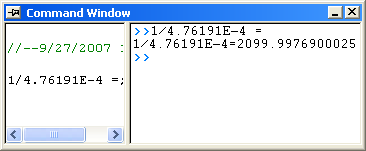 Command Window
//--9/27/2007
1/4.76191E-4 =;
>>1/4.76191E-4 =
1/4.76191E-4=2099.9976900025
>>